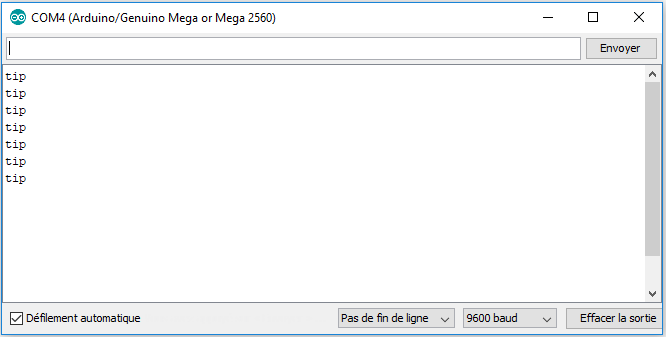 COM4 (Arduino/Genuino Mega or Mega 2560)
Envoyer
tip
tip
tip
tip
tip
tip
tip
Défilement automatique
Pas de fin de ligne
9600 baud
Effacer la sortie